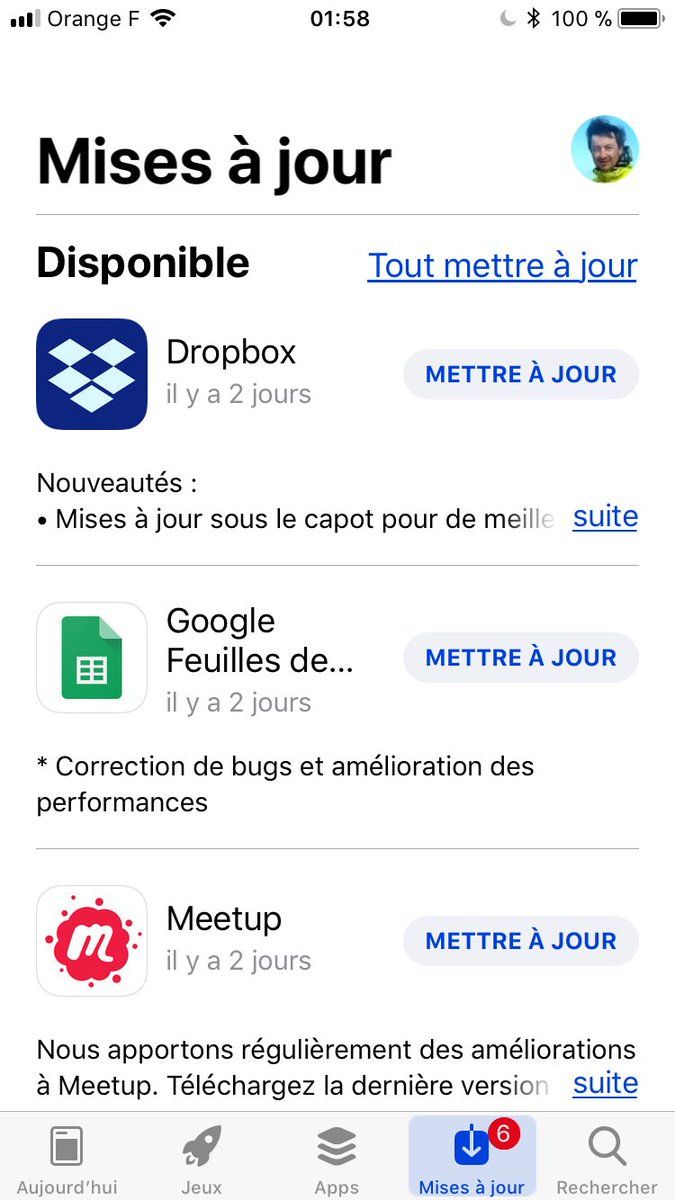 Orange F 01:58 100 %
Mises à jour
Disponible Tout mettre à jour
Dropbox
il y a 2 jours
METTRE À JOUR
Nouveautés :
• Mises à jour sous le capot pour de meille suite
Google
Feuilles de...
il y a 2 jours
METTRE À JOUR
* Correction de bugs et amélioration des
performances
m
Meetup
il y a 2 jours
METTRE À JOUR
Nous apportons régulièrement des améliorations
à Meetup. Téléchargez la dernière version suite
6
Aujourd'hui Jeux Apps Mises à jour Rechercher